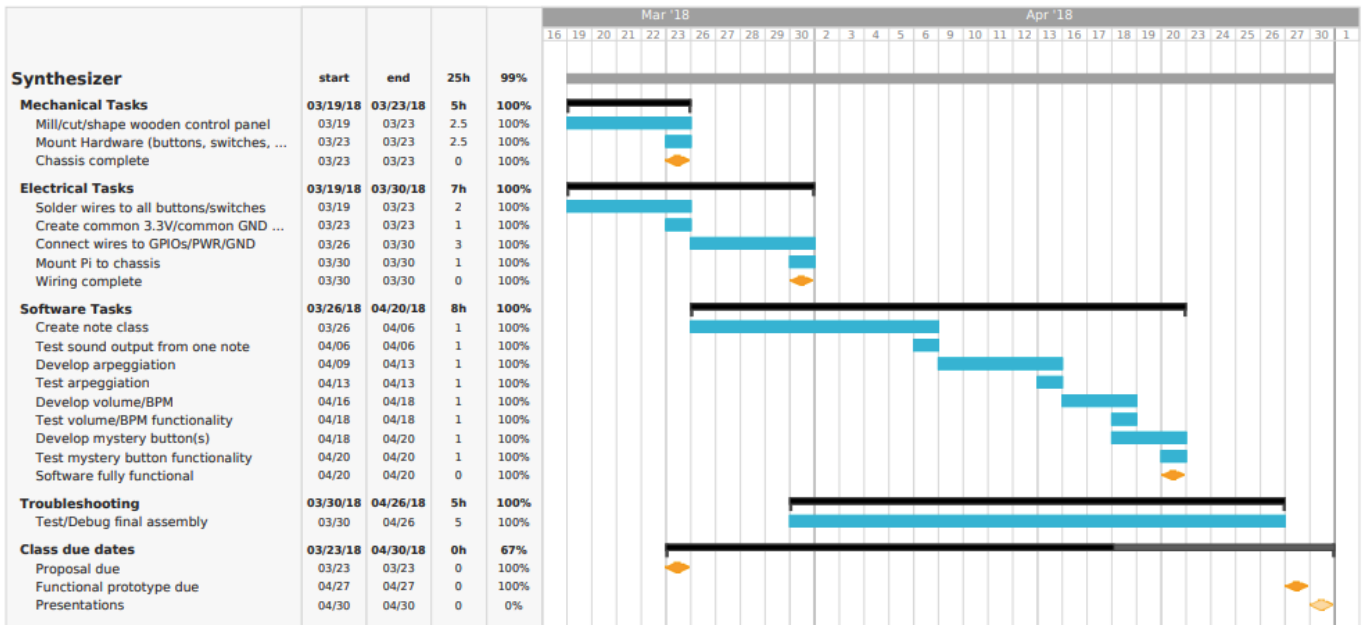 Mar '18 Apr '18
16 19 20 21 22 23 26 27 28 29 30 2 3 4 5 6 9 10 11 12 13 16 17 18 19 20 23 24 25 26 27 30 1
Synthesizer start end 25h 99%
Mechanical Tasks 03/19/18 03/23/18 5h 100%
Mill/cut/shape wooden control panel 03/19 03/23 2.5 100%
Mount Hardware (buttons, switches, ... 03/23 03/23 2.5 100%
Chassis complete 03/23 03/23 0 100%
Electrical Tasks 03/19/18 03/30/18 7h 100%
Solder wires to all buttons/switches 03/19 03/23 2 100%
Create common 3.3V/common GND ... 03/23 03/23 1 100%
Connect wires to GPIOs/PWR/GND 03/26 03/30 3 100%
Mount Pi to chassis 03/30 03/30 1 100%
Wiring complete 03/30 03/30 0 100%
Software Tasks 03/26/18 04/20/18 8h 100%
Create note class 03/26 04/06 1 100%
Test sound output from one note 04/06 04/06 1 100%
Develop arpeggiation 04/09 04/13 1 100%
Test arpeggiation 04/13 04/13 1 100%
Develop volume/BPM 04/16 04/18 1 100%
Test volume/BPM functionality 04/18 04/18 1 100%
Develop mystery button(s) 04/18 04/20 1 100%
Test mystery button functionality 04/20 04/20 1 100%
Software fully functional 04/20 04/20 0 100%
Troubleshooting 03/30/18 04/26/18 5h 100%
Test/Debug final assembly 03/30 04/26 5 100%
Class due dates 03/23/18 04/30/18 0h 67%
Proposal due 03/23 03/23 0 100%
Functional prototype due 04/27 04/27 0 100%
Presentations 04/30 04/30 0 0%